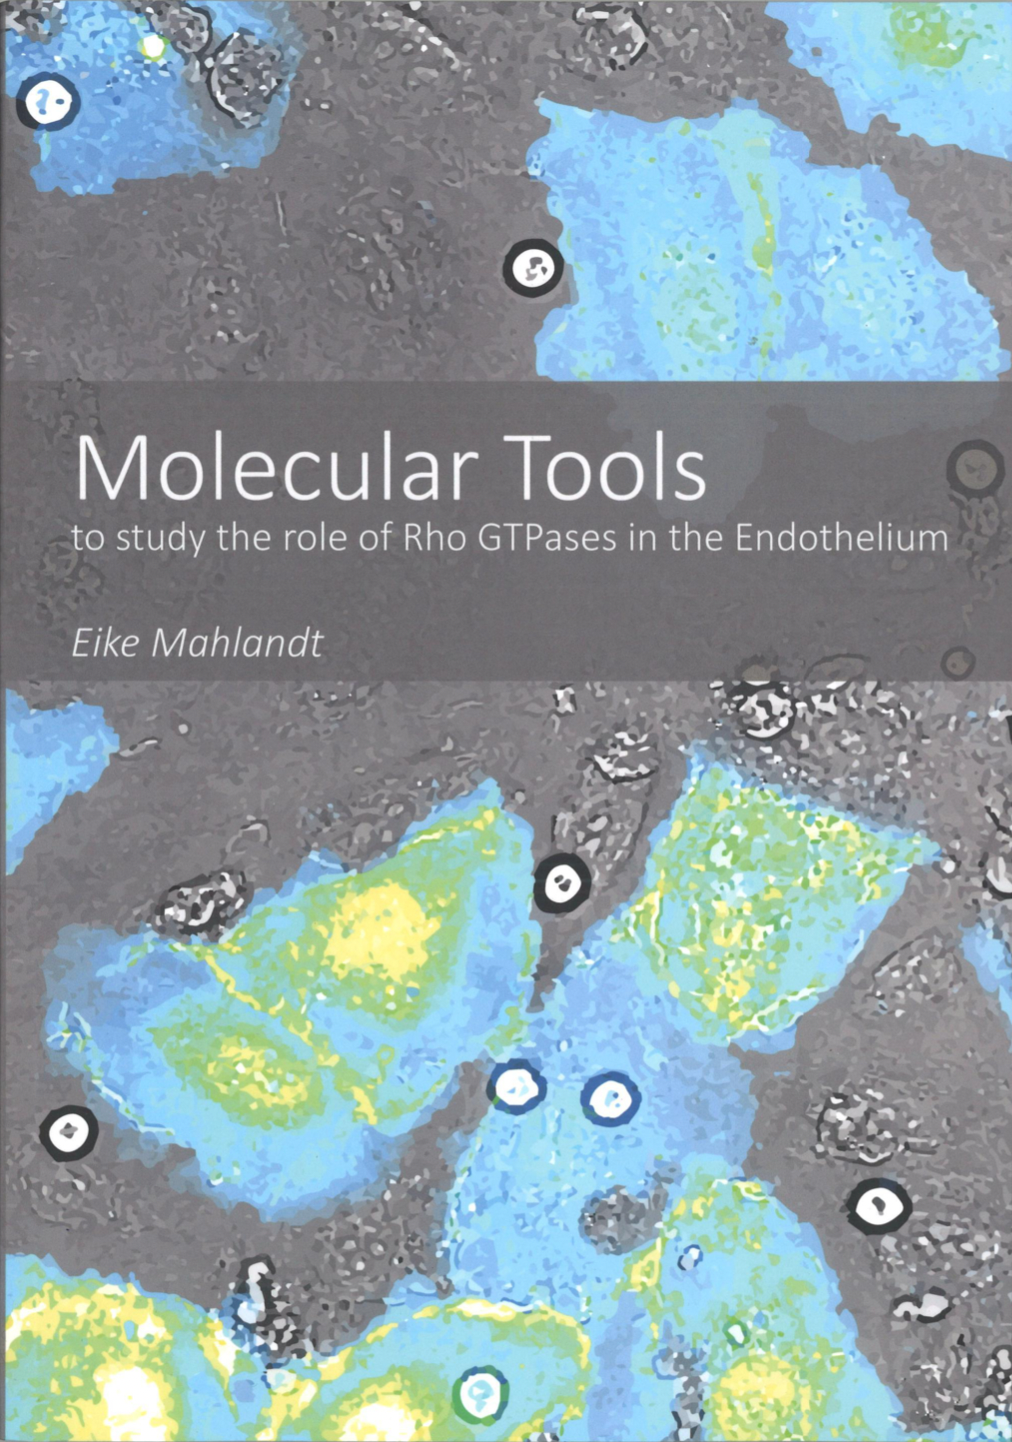 Molecular Tools
to study the role of Rho GTPases in the Endothelium
Eike Mahlandt